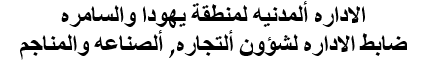 الاداره ألمدنيه لمنطقة يهودا والسامره
ضابط الاداره لشؤون ألتجاره, ألصناعه والمناجم